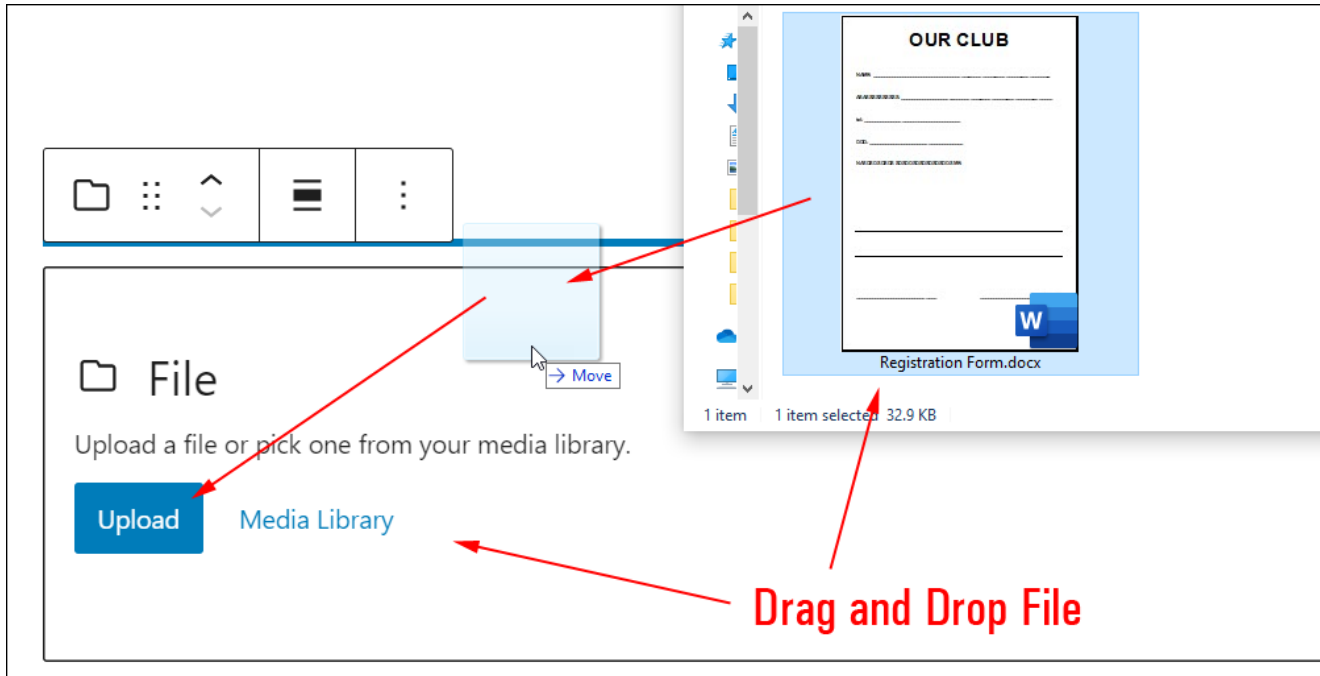 OUR CLUB
Registration Form.docx
1 item 1 item selected 32.9 KB
Move
File
Upload a file or pick one from your media library.
Upload Media Library
Drag and Drop File
W